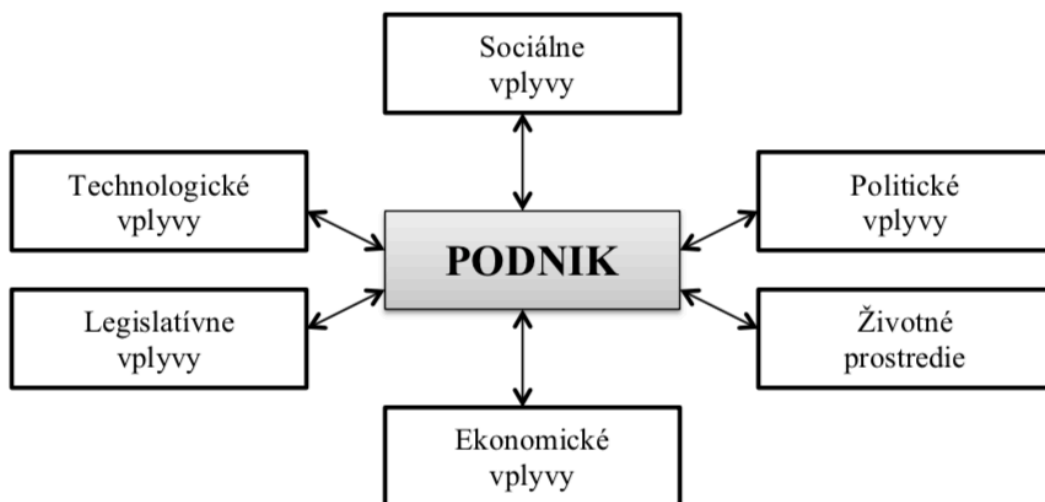 Sociálne
vplyvy
Technologické
vplyvy
Politické
vplyvy
PODNIK
Legislatívne
vplyvy
Životné
prostredie
Ekonomické
vplyvy